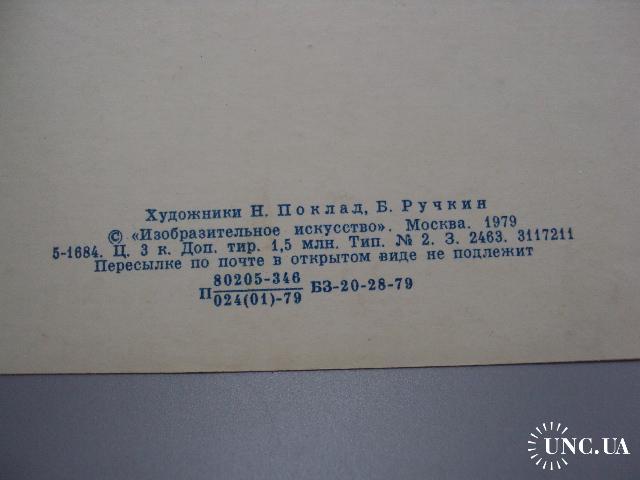 Художники Н. Поклад, Б. Ручкин
© «Изобразительное искусство». Москва. 1979
5-1684. Ц. 3 к. Доп. тир. 1,5 млн. Тип. № 2. З. 2463. 3117211
Пересылке по почте в открытом виде не подлежит
80205-346
П БЗ-20-28-79
024(01)-79
UNC.UA